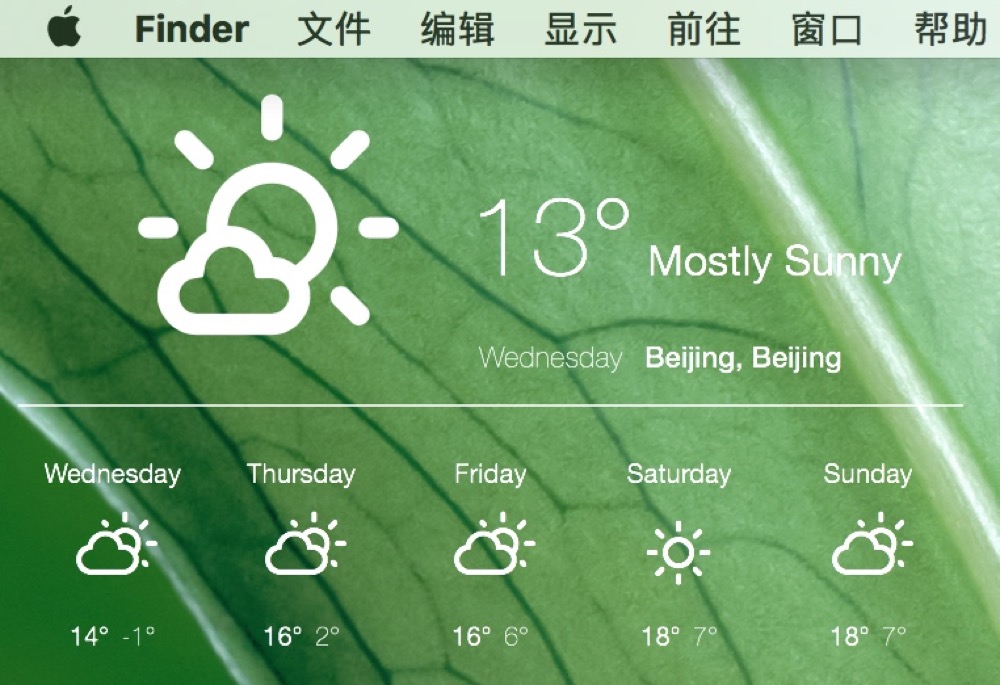 Finder 文件 编辑 显示 前往 窗口 帮助
13° Mostly Sunny
Wednesday Beijing, Beijing
Wednesday Thursday Friday Saturday Sunday
14° -1° 16° 2° 16° 6° 18° 7° 18° 7°